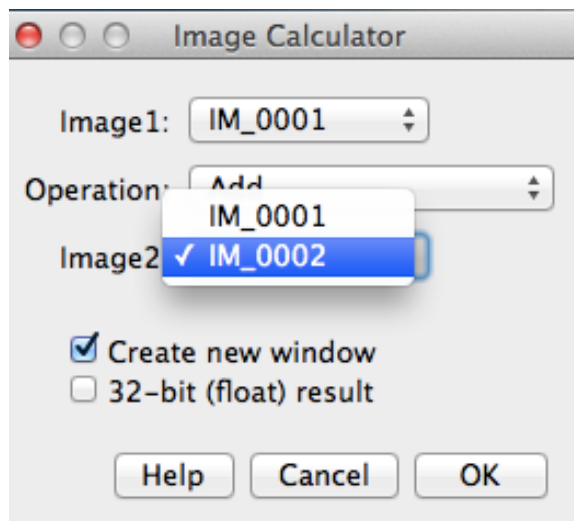 Image Calculator
Image1: IM_0001
Operation: Add
IM_0001
Image2 ✓ IM_0002
Create new window
32-bit (float) result
Help Cancel OK